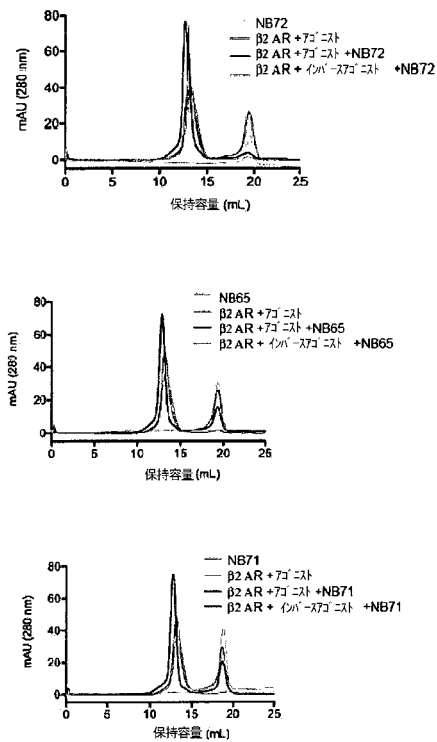 NB72
β2 AR +ｱｺﾞﾆｽﾄ
β2 AR +ｱｺﾞﾆｽﾄ +NB72
β2 AR + ｲﾝﾊﾞｰｽｱｺﾞﾆｽﾄ +NB72
mAU (280 nm)
80
60
40
20
0
0 5 10 15 20 25
保持容量 (mL)
NB65
β2 AR +ｱｺﾞﾆｽﾄ
β2 AR +ｱｺﾞﾆｽﾄ +NB65
β2 AR + ｲﾝﾊﾞｰｽｱｺﾞﾆｽﾄ +NB65
mAU (280 nm)
80
60
40
20
0
0 5 10 15 20 25
保持容量 (mL)
NB71
β2 AR +ｱｺﾞﾆｽﾄ
β2 AR +ｱｺﾞﾆｽﾄ +NB71
β2 AR + ｲﾝﾊﾞｰｽｱｺﾞﾆｽﾄ +NB71
mAU (280 nm)
80
60
40
20
0
0 5 10 15 20 25
保持容量 (mL)